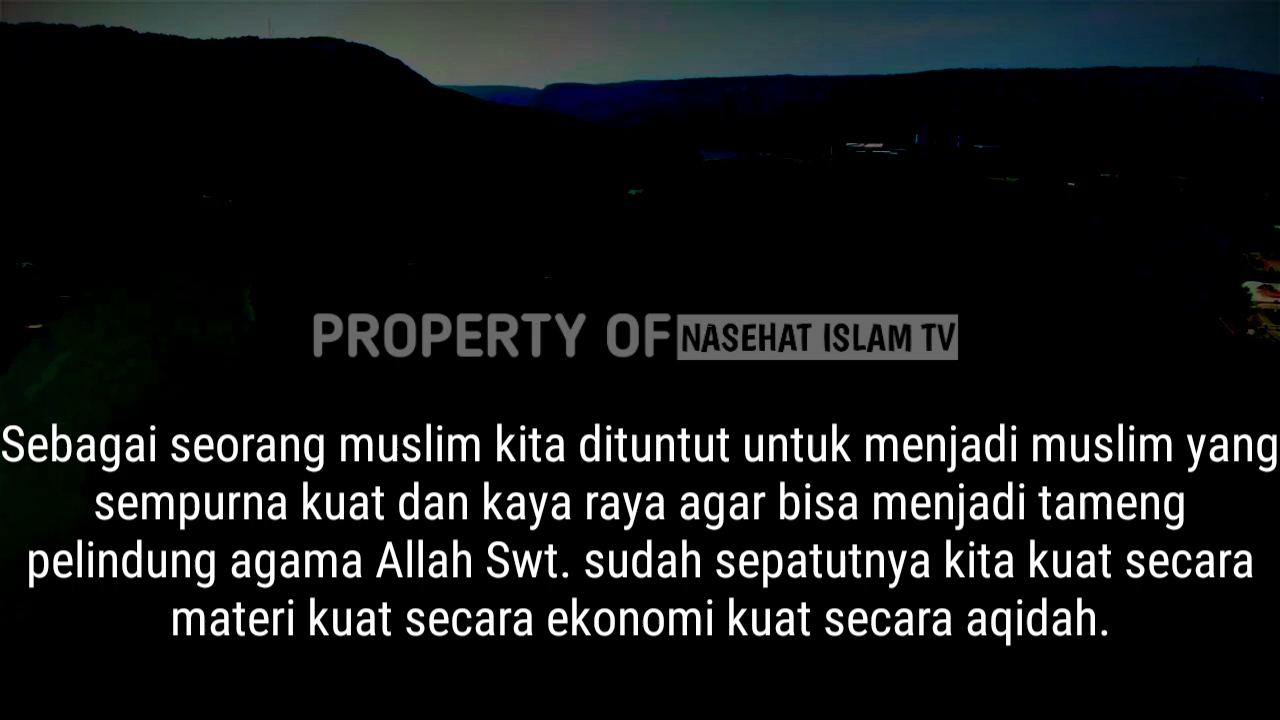 PROPERTY OF NASEHAT ISLAM TV
Sebagai seorang muslim kita dituntut untuk menjadi muslim yang
sempurna kuat dan kaya raya agar bisa menjadi tameng
pelindung agama Allah Swt. sudah sepatutnya kita kuat secara
materi kuat secara ekonomi kuat secara aqidah.